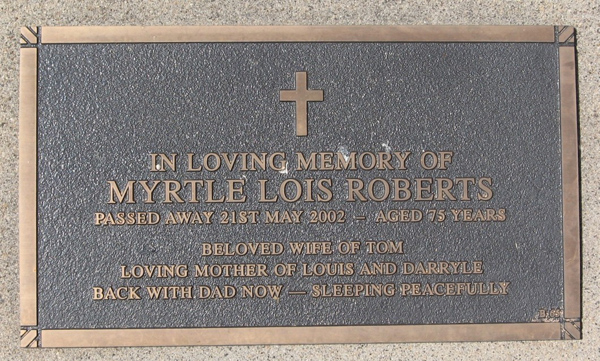 IN LOVING MEMORY OF
MYRTLE LOIS ROBERTS
PASSED AWAY 21ST MAY 2002 — AGED 75 YEARS
BELOVED WIFE OF TOM
LOVING MOTHER OF LOUIS AND DARRYLE
BACK WITH DAD NOW — SLEEPING PEACEFULLY